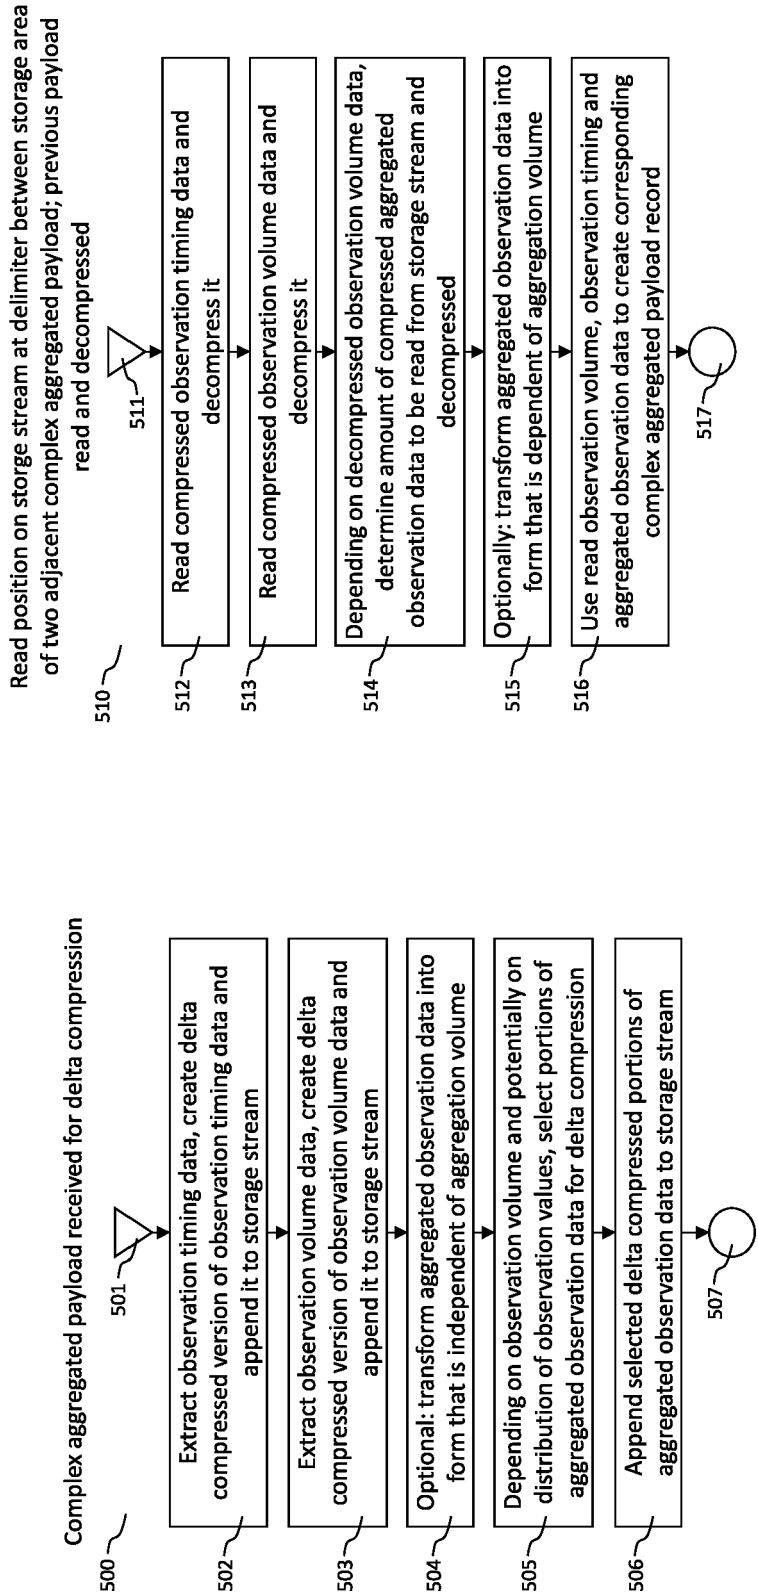 Complex aggregated payload received for delta compression
500
501
Extract observation timing data, create delta
compressed version of observation timing data and
append it to storage stream
502
Extract observation volume data, create delta
compressed version of observation volume data and
append it to storage stream
503
Optional: transform aggregated observation data into
form that is independent of aggregation volume
504
Depending on observation volume and potentially on
distribution of observation values, select portions of
aggregated observation data for delta compression
505
Append selected delta compressed portions of
aggregated observation data to storage stream
506
507
Read position on storge stream at delimiter between storage area
of two adjacent complex aggregated payload; previous payload
read and decompressed
510
511
Read compressed observation timing data and
decompress it
512
Read compressed observation volume data and
decompress it
513
Depending on decompressed observation volume data,
determine amount of compressed aggregated
observation data to be read from storage stream and
decompressed
514
Optionally: transform aggregated observation data into
form that is dependent of aggregation volume
515
Use read observation volume, observation timing and
aggregated observation data to create corresponding
complex aggregated payload record
516
517